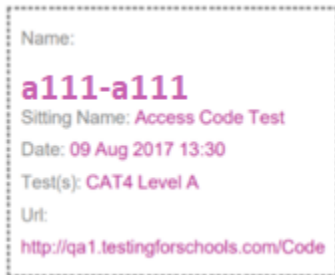 Name:
a111-a111
Sitting Name: Access Code Test
Date: 09 Aug 2017 13:30
Test(s): CAT4 Level A
Url:
http://qa1.testingforschools.com/Code